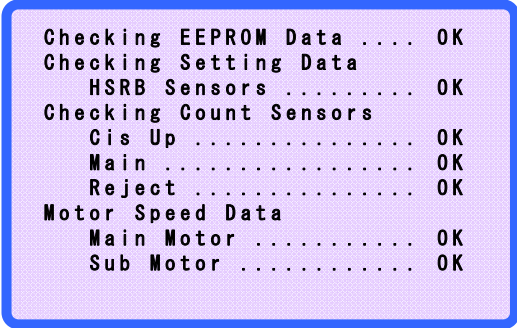 Checking EEPROM Data .... OK
Checking Setting Data
HSRB Sensors ......... OK
Checking Count Sensors
Cis Up ............... OK
Main ................. OK
Reject ............... OK
Motor Speed Data
Main Motor ........... OK
Sub Motor ............ OK